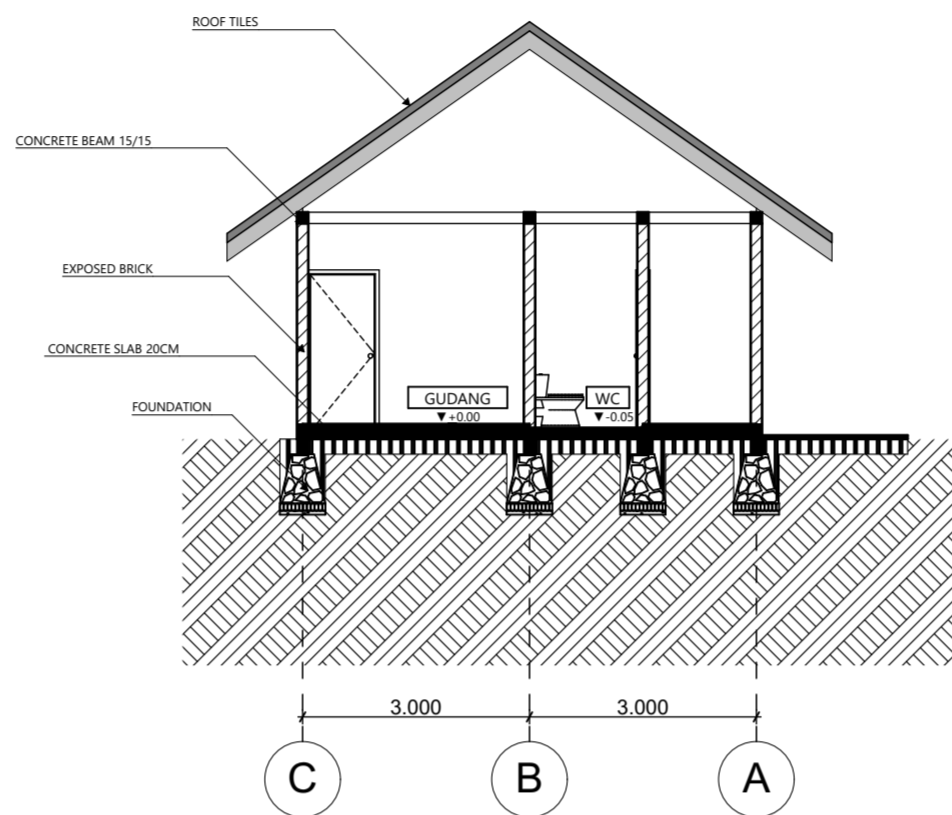 ROOF TILES
CONCRETE BEAM 15/15
EXPOSED BRICK
CONCRETE SLAB 20CM
FOUNDATION
GUDANG
▼+0.00
WC
▼-0.05
3.000
3.000
C
B
A